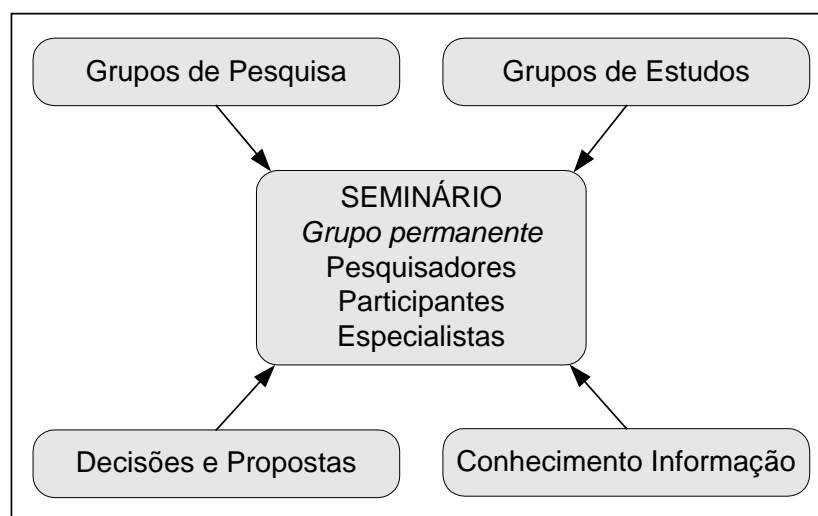 Grupos de Pesquisa
Grupos de Estudos
SEMINÁRIO
Grupo permanente
Pesquisadores
Participantes
Especialistas
Decisões e Propostas
Conhecimento Informação